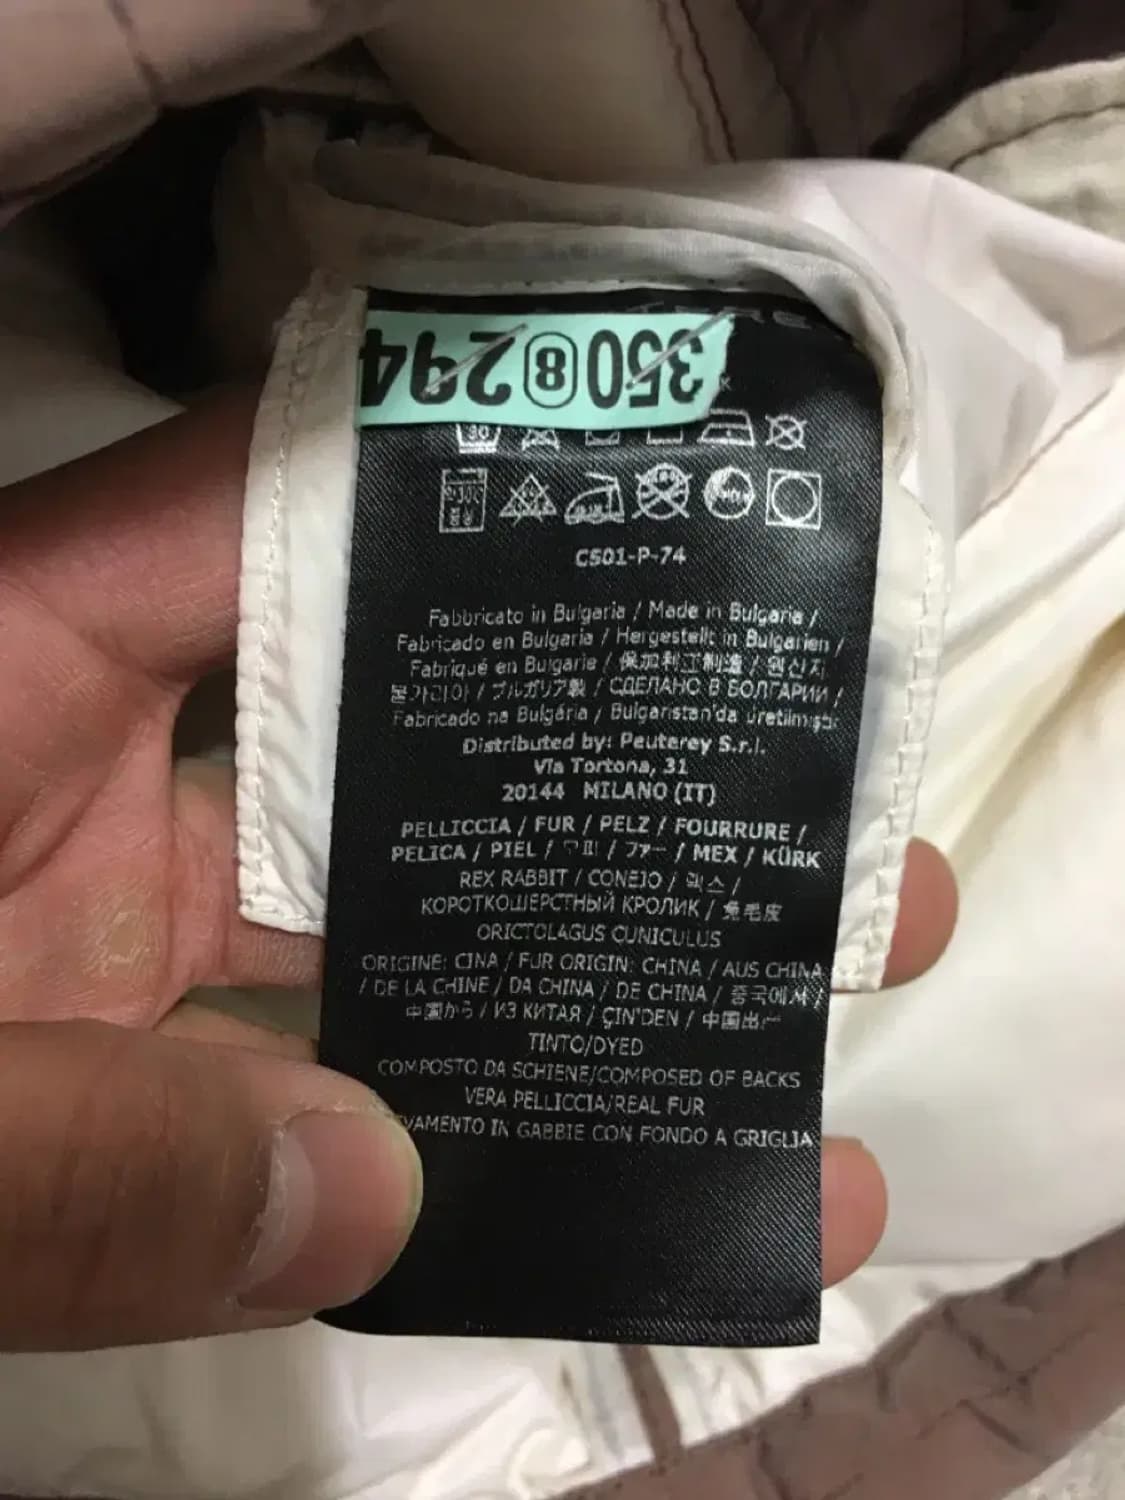 350 8 294
30
CS01-P-74
Fabbricato in Bulgaria / Made in Bulgaria /
Fabricado en Bulgaria / Hergestellt in Bulgarien /
Fabriqué en Bulgarie / 保加利亚制造 / 원산지
불가리아 / ブルガリア製 / СДЕЛАНО В БОЛГАРИИ /
Fabricado na Bulgária / Bulgaristan'da üretilmiştir
Distributed by: Peuterey S.r.l.
Via Tortona, 31
20144 MILANO (IT)
PELLICCIA / FUR / PELZ / FOURRURE /
PELICA / PIEL / 모피 / ファー / MEX / KÜRK
REX RABBIT / CONEJO / 렉스 /
КОРОТКОШЕРСТНЫЙ КРОЛИК / 兔毛皮
ORICTOLAGUS CUNICULUS
ORIGINE: CINA / FUR ORIGIN: CHINA / AUS CHINA
/ DE LA CHINE / DA CHINA / DE CHINA / 중국에서 /
中国から / ИЗ КИТАЯ / ÇIN'DEN / 中国出产
TINTO/DYED
COMPOSTO DA SCHIENE/COMPOSED OF BACKS
VERA PELLICCIA/REAL FUR
VAMENTO IN GABBIE CON FONDO A GRIGLIA